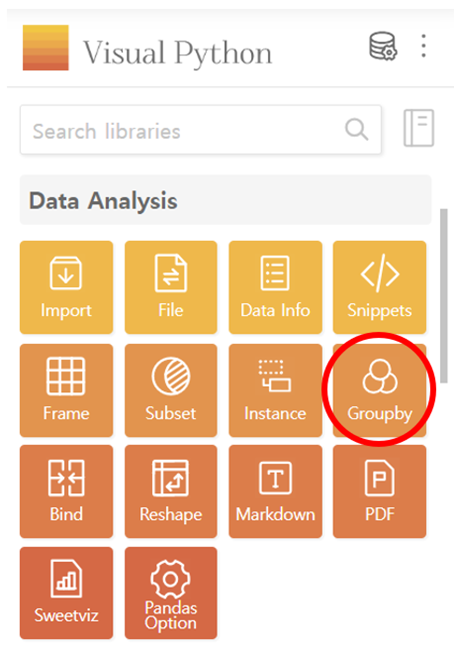 Visual Python
Search libraries
Data Analysis
Import
File
Data Info
Snippets
Frame
Subset
Instance
Groupby
Bind
Reshape
Markdown
PDF
Sweetviz
Pandas
Option